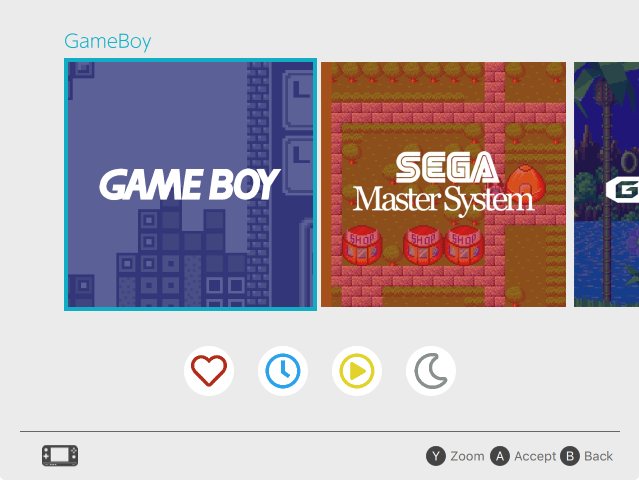 GameBoy
GAME BOY
SEGA
Master System
SHOP
SHOP
SHOP
G
Y Zoom A Accept B Back